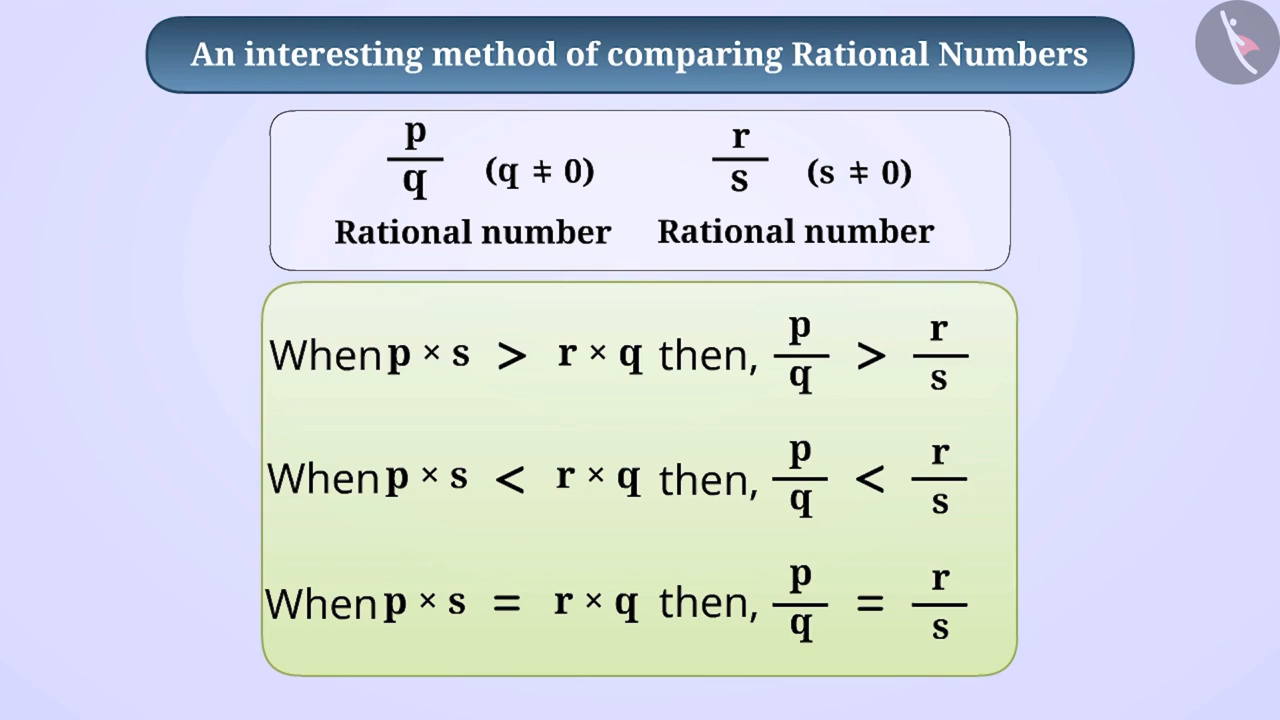 An interesting method of comparing Rational Numbers
p/q (q ≠ 0) r/s (s ≠ 0)
Rational number Rational number
When p × s > r × q then, p/q > r/s
When p × s < r × q then, p/q < r/s
When p × s = r × q then, p/q = r/s